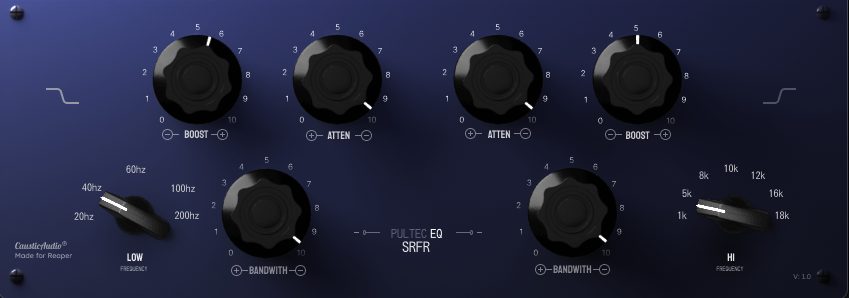 5 5
4 6 4 6 4 6 4 6
3 7 3 7 3 7 3 7
2 8 2 8 2 8 2 8
1 9 1 9 1 9 1 9
0 10 0 10 0 10 0 10
BOOST ATTEN ATTEN BOOST
60hz 5 5 10k
40hz 100hz 4 6 4 6 8k 12k
20hz 200hz 3 7 3 7 5k 16k
2 8 2 8 1k 18k
1 9 1 9
0 10 0 10
PULTEC EQ
SRFR
CausticAudio®
Made for Reaper
LOW
FREQUENCY
BANDWITH
BANDWITH
HI
FREQUENCY
V: 1.0